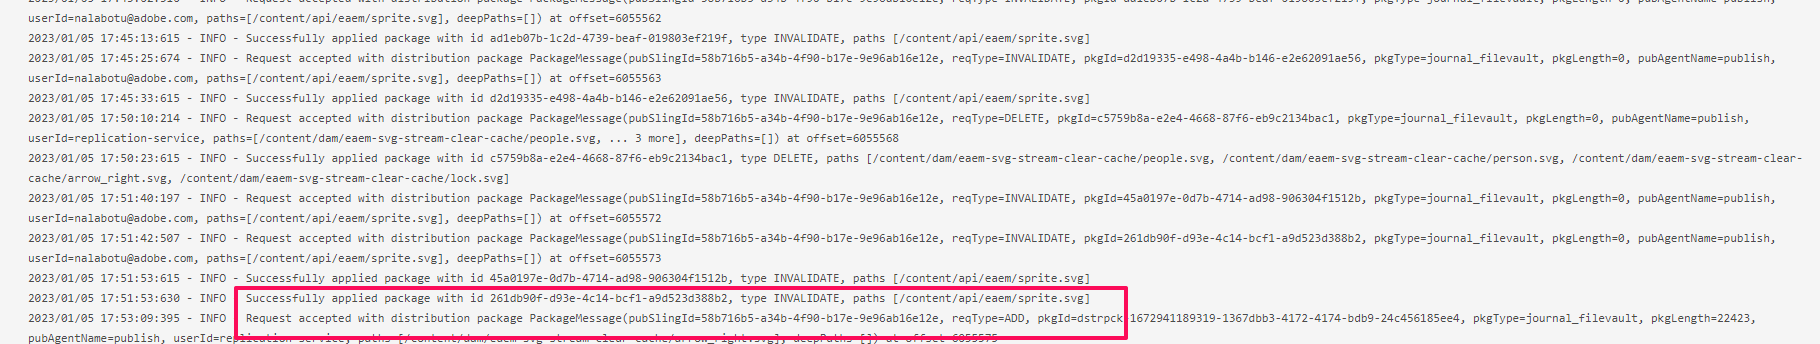 userId=nalabotu@adobe.com, paths=[/content/api/eaem/sprite.svg], deepPaths=[]) at offset=6055562
2023/01/05 17:45:13:615 - INFO - Successfully applied package with id ad1eb07b-1c2d-4739-beaf-019803ef219f, type INVALIDATE, paths [/content/api/eaem/sprite.svg]
2023/01/05 17:45:25:674 - INFO - Request accepted with distribution package PackageMessage(pubSlingId=58b716b5-a34b-4f90-b17e-9e96ab16e12e, reqType=INVALIDATE, pkgId=d2d19335-e498-4a4b-b146-e2e62091ae56, pkgType=journal_filevault, pkgLength=0, pubAgentName=publish,
userId=nalabotu@adobe.com, paths=[/content/api/eaem/sprite.svg], deepPaths=[]) at offset=6055563
2023/01/05 17:45:33:615 - INFO - Successfully applied package with id d2d19335-e498-4a4b-b146-e2e62091ae56, type INVALIDATE, paths [/content/api/eaem/sprite.svg]
2023/01/05 17:50:10:214 - INFO - Request accepted with distribution package PackageMessage(pubSlingId=58b716b5-a34b-4f90-b17e-9e96ab16e12e, reqType=DELETE, pkgId=c5759b8a-e2e4-4668-87f6-eb9c2134bac1, pkgType=journal_filevault, pkgLength=0, pubAgentName=publish,
userId=replication-service, paths=[/content/dam/eaem-svg-stream-clear-cache/people.svg, ... 3 more], deepPaths=[]) at offset=6055568
2023/01/05 17:50:23:615 - INFO - Successfully applied package with id c5759b8a-e2e4-4668-87f6-eb9c2134bac1, type DELETE, paths [/content/dam/eaem-svg-stream-clear-cache/people.svg, /content/dam/eaem-svg-stream-clear-cache/person.svg, /content/dam/eaem-svg-stream-clear-
cache/arrow_right.svg, /content/dam/eaem-svg-stream-clear-cache/lock.svg]
2023/01/05 17:51:40:197 - INFO - Request accepted with distribution package PackageMessage(pubSlingId=58b716b5-a34b-4f90-b17e-9e96ab16e12e, reqType=INVALIDATE, pkgId=45a0197e-0d7b-4714-ad98-906304f1512b, pkgType=journal_filevault, pkgLength=0, pubAgentName=publish,
userId=nalabotu@adobe.com, paths=[/content/api/eaem/sprite.svg], deepPaths=[]) at offset=6055572
2023/01/05 17:51:42:507 - INFO - Request accepted with distribution package PackageMessage(pubSlingId=58b716b5-a34b-4f90-b17e-9e96ab16e12e, reqType=INVALIDATE, pkgId=261db90f-d93e-4c14-bcf1-a9d523d388b2, pkgType=journal_filevault, pkgLength=0, pubAgentName=publish,
userId=nalabotu@adobe.com, paths=[/content/api/eaem/sprite.svg], deepPaths=[]) at offset=6055573
2023/01/05 17:51:53:615 - INFO - Successfully applied package with id 45a0197e-0d7b-4714-ad98-906304f1512b, type INVALIDATE, paths [/content/api/eaem/sprite.svg]
2023/01/05 17:51:53:630 - INFO Successfully applied package with id 261db90f-d93e-4c14-bcf1-a9d523d388b2, type INVALIDATE, paths [/content/api/eaem/sprite.svg]
2023/01/05 17:53:09:395 - INFO Request accepted with distribution package PackageMessage(pubSlingId=58b716b5-a34b-4f90-b17e-9e96ab16e12e, reqType=ADD, pkgId=dstrpck-1672941189319-1367dbb3-4172-4174-bdb9-24c456185ee4, pkgType=journal_filevault, pkgLength=22423,
pubAgentName=publish,